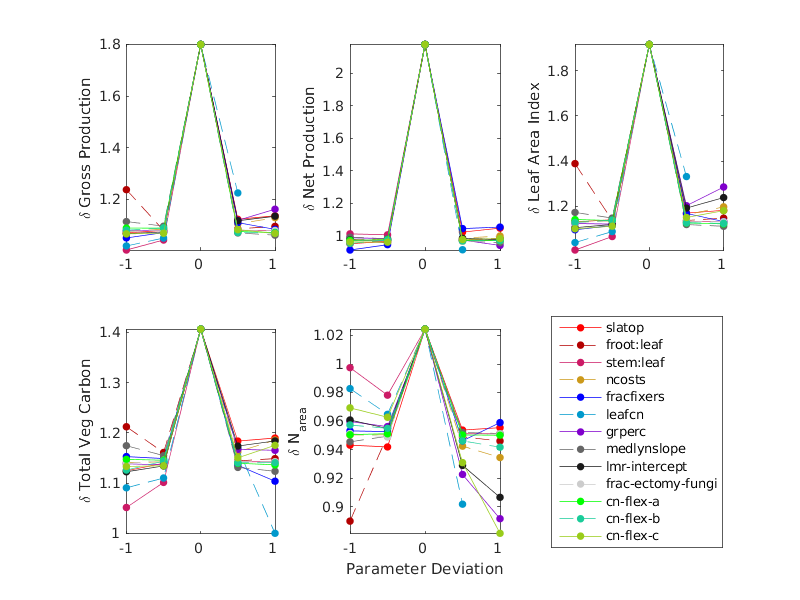 δ Gross Production
1.8
1.6
1.4
1.2
-1 0 1
δ Net Production
2
1.8
1.6
1.4
1.2
1
-1 0 1
δ Leaf Area Index
1.8
1.6
1.4
1.2
-1 0 1
δ Total Veg Carbon
1.4
1.3
1.2
1.1
1
-1 0 1
δ N_area
1.02
1
0.98
0.96
0.94
0.92
0.9
-1 0 1
Parameter Deviation
slatop
froot:leaf
stem:leaf
ncosts
fracfixers
leafcn
grperc
medlynslope
lmr-intercept
frac-ectomy-fungi
cn-flex-a
cn-flex-b
cn-flex-c